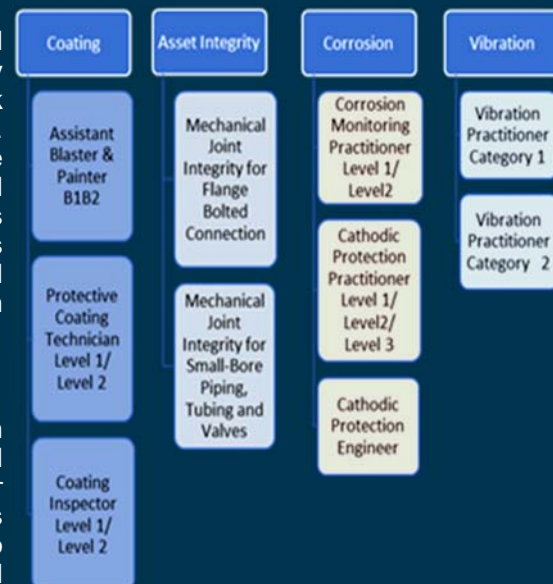 Coating
Assistant
Blaster &
Painter
B1B2
Protective
Coating
Technician
Level 1/
Level 2
Coating
Inspector
Level 1/
Level 2
Asset Integrity
Mechanical
Joint
Integrity for
Flange
Bolted
Connection
Mechanical
Joint
Integrity for
Small-Bore
Piping,
Tubing and
Valves
Corrosion
Corrosion
Monitoring
Practitioner
Level 1/
Level2
Cathodic
Protection
Practitioner
Level 1/
Level2/
Level 3
Cathodic
Protection
Engineer
Vibration
Vibration
Practitioner
Category 1
Vibration
Practitioner
Category 2